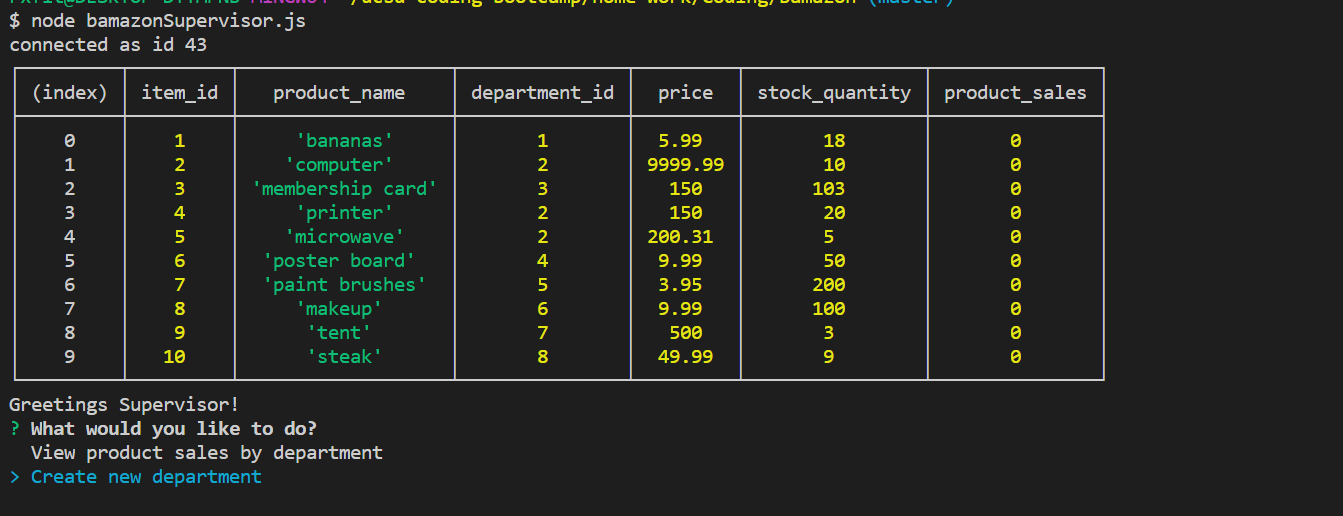 $ node bamazonSupervisor.js
connected as id 43
(index) item_id product_name department_id price stock_quantity product_sales
0 1 'bananas' 1 5.99 18 0
1 2 'computer' 2 9999.99 10 0
2 3 'membership card' 3 150 103 0
3 4 'printer' 2 150 20 0
4 5 'microwave' 2 200.31 5 0
5 6 'poster board' 4 9.99 50 0
6 7 'paint brushes' 5 3.95 200 0
7 8 'makeup' 6 9.99 100 0
8 9 'tent' 7 500 3 0
9 10 'steak' 8 49.99 9 0
Greetings Supervisor!
? What would you like to do?
View product sales by department
> Create new department